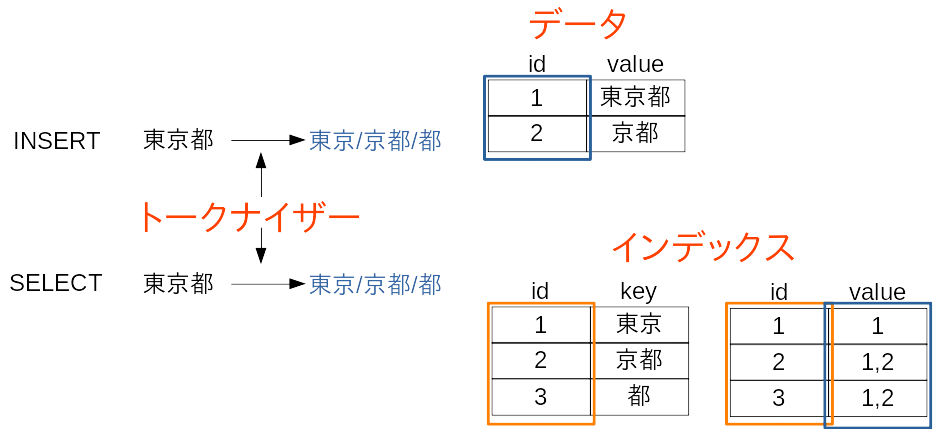 データ
id value
1 東京都
2 京都
INSERT 東京都 東京/京都/都
トークナイザー
SELECT 東京都 東京/京都/都
インデックス
id key
1 東京
2 京都
3 都
id value
1 1
2 1,2
3 1,2